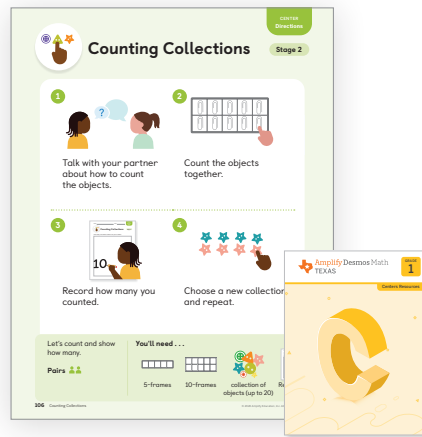 CENTER
Directions
Counting Collections
Stage 2
1
?
Talk with your partner
about how to count
the objects.
2
Count the objects
together.
3
Counting Collections
10
Record how many you
counted.
4
Choose a new collection
and repeat.
Let's count and show
how many.
Pairs
You'll need . . .
5-frames
10-frames
collection of
objects (up to 20)
106 Counting Collections
Amplify Desmos Math
TEXAS
GRADE
1
Centers Resources
C